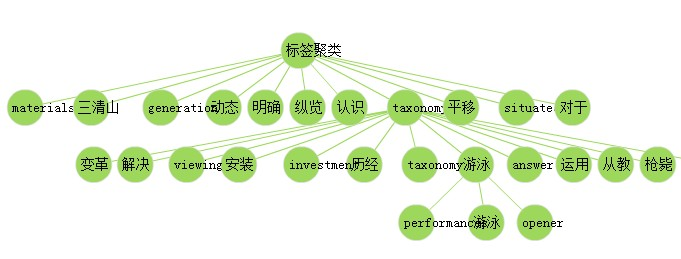 标签聚类
materials 三清山 generation 动态 明确 纵览 认识 taxonomy 平移 situate 对于
变革 解决 viewing 安装 investment 历经 taxonomy 游泳 answer 运用 从教 枪毙
performance 游泳 opener